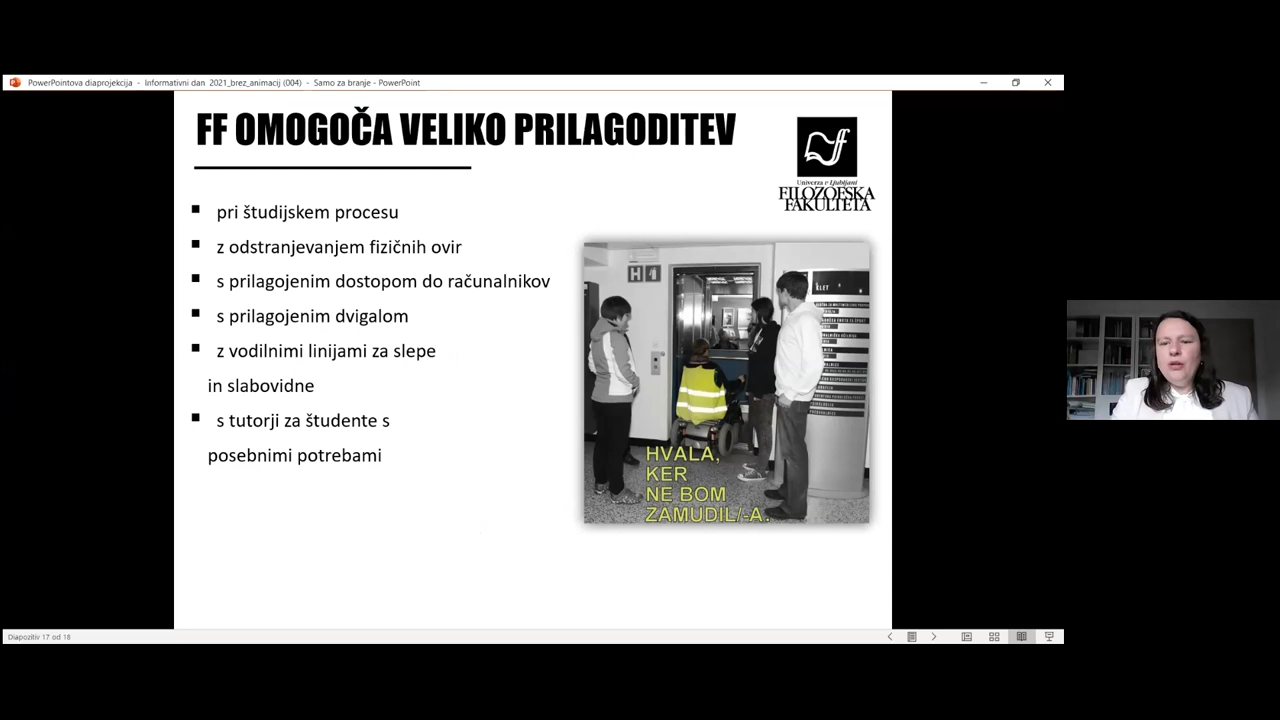 PowerPointova diaprojekcija - Informativni dan 2021_brez_animacij (004) - Samo za branje - PowerPoint
FF OMOGOČA VELIKO PRILAGODITEV
Univerza v Ljubljani
FILOZOFSKA
FAKULTETA
pri študijskem procesu
z odstranjevanjem fizičnih ovir
s prilagojenim dostopom do računalnikov
s prilagojenim dvigalom
z vodilnimi linijami za slepe
in slabovidne
s tutorji za študente s
posebnimi potrebami
H
KLET
HVALA,
KER
NE BOM
ZAMUDIL/-A.
Diapozitiv 17 od 18